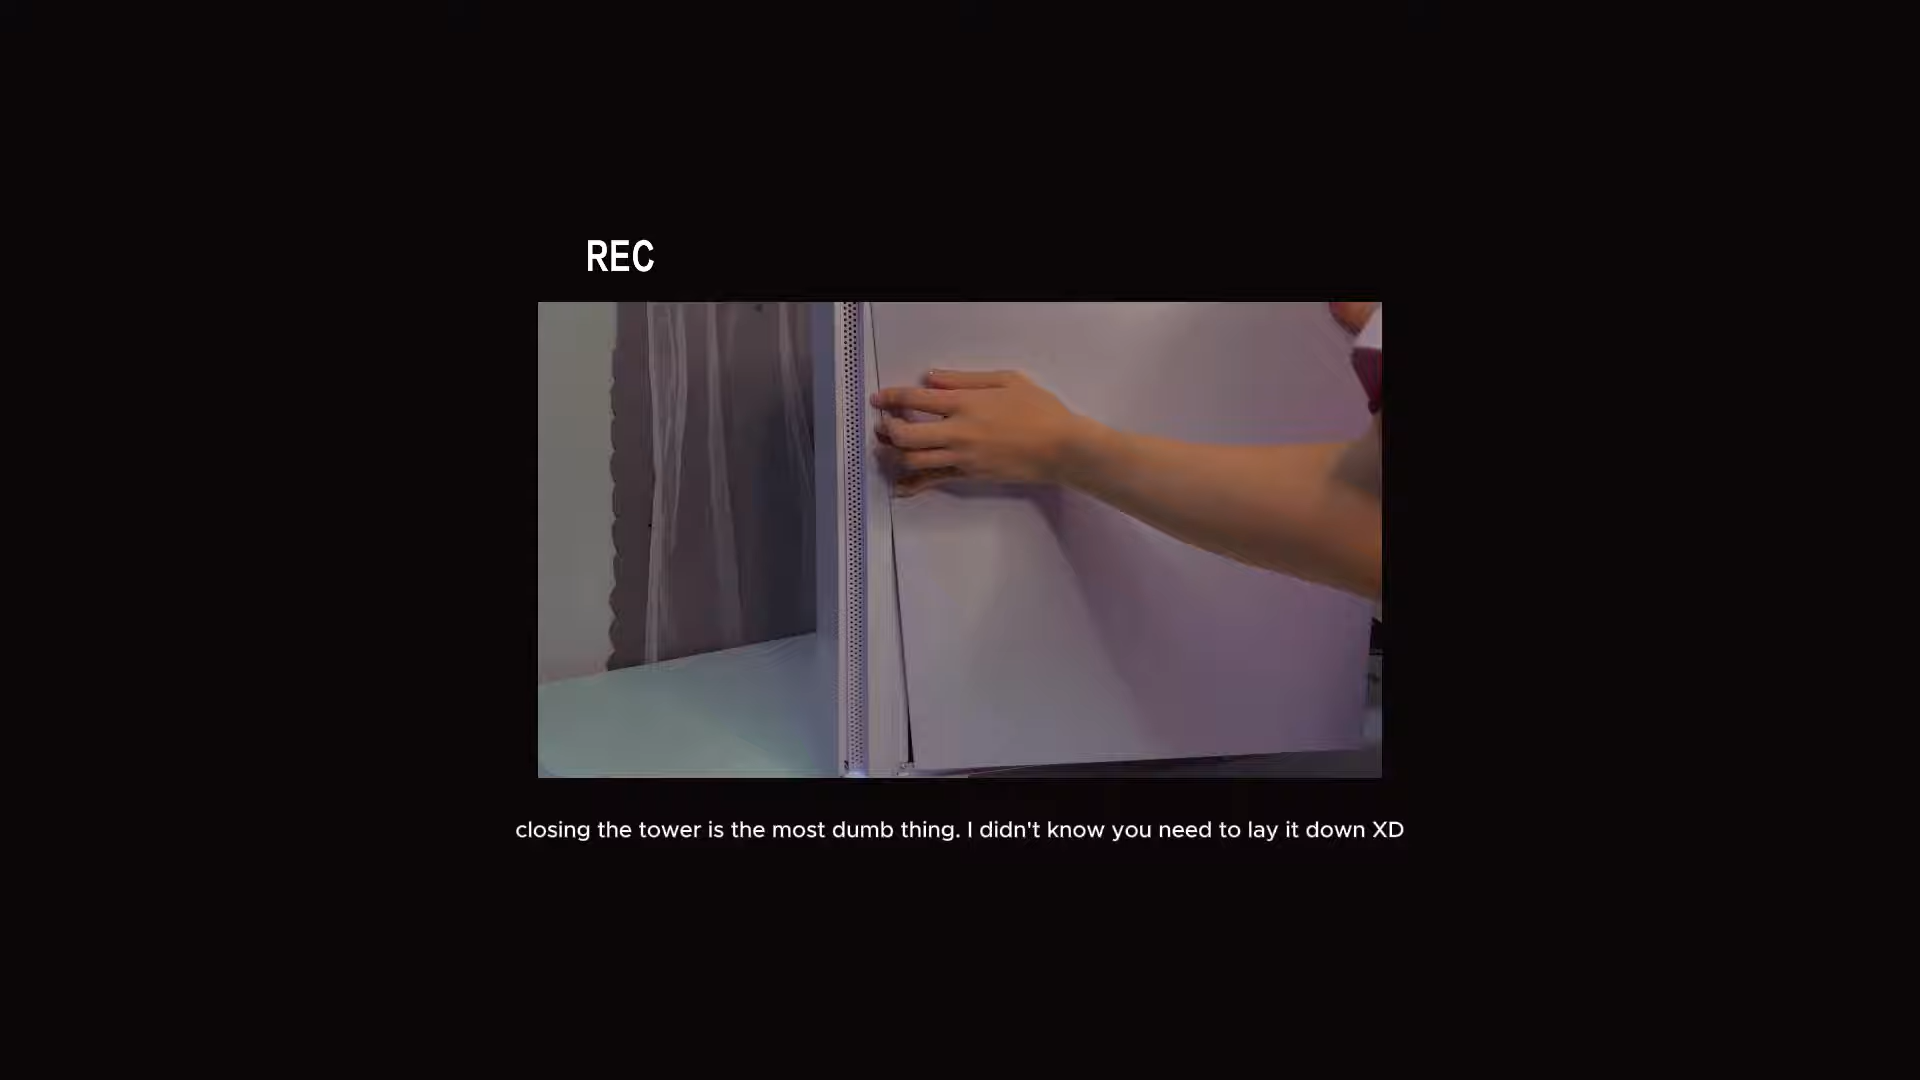 REC
closing the tower is the most dumb thing. I didn't know you need to lay it down XD